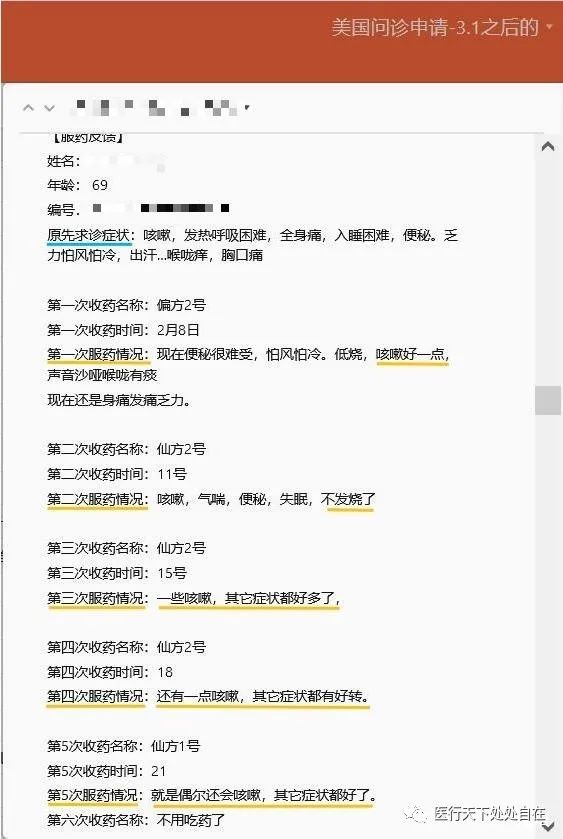 美国问诊申请-3.1之后的
【服药反馈】
姓名：
年龄： 69
编号.
原先求诊症状：咳嗽，发热呼吸困难，全身痛，入睡困难，便秘。乏
力怕风怕冷，出汗...喉咙痒，胸口痛
第一次收药名称：偏方2号
第一次收药时间：2月8日
第一次服药情况：现在便秘很难受，怕风怕冷。低烧，咳嗽好一点，
声音沙哑喉咙有痰
现在还是身痛发痛乏力。
第二次收药名称：仙方2号
第二次收药时间：11号
第二次服药情况：咳嗽，气喘，便秘，失眠，不发烧了
第三次收药名称：仙方2号
第三次收药时间：15号
第三次服药情况：一些咳嗽，其它症状都好多了，
第四次收药名称：仙方2号
第四次收药时间：18
第四次服药情况：还有一点咳嗽，其它症状都有好转。
第5次收药名称：仙方1号
第5次收药时间：21
第5次服药情况：就是偶尔还会咳嗽，其它症状都好了。
第六次收药名称：不用吃药了
医行天下处处自在